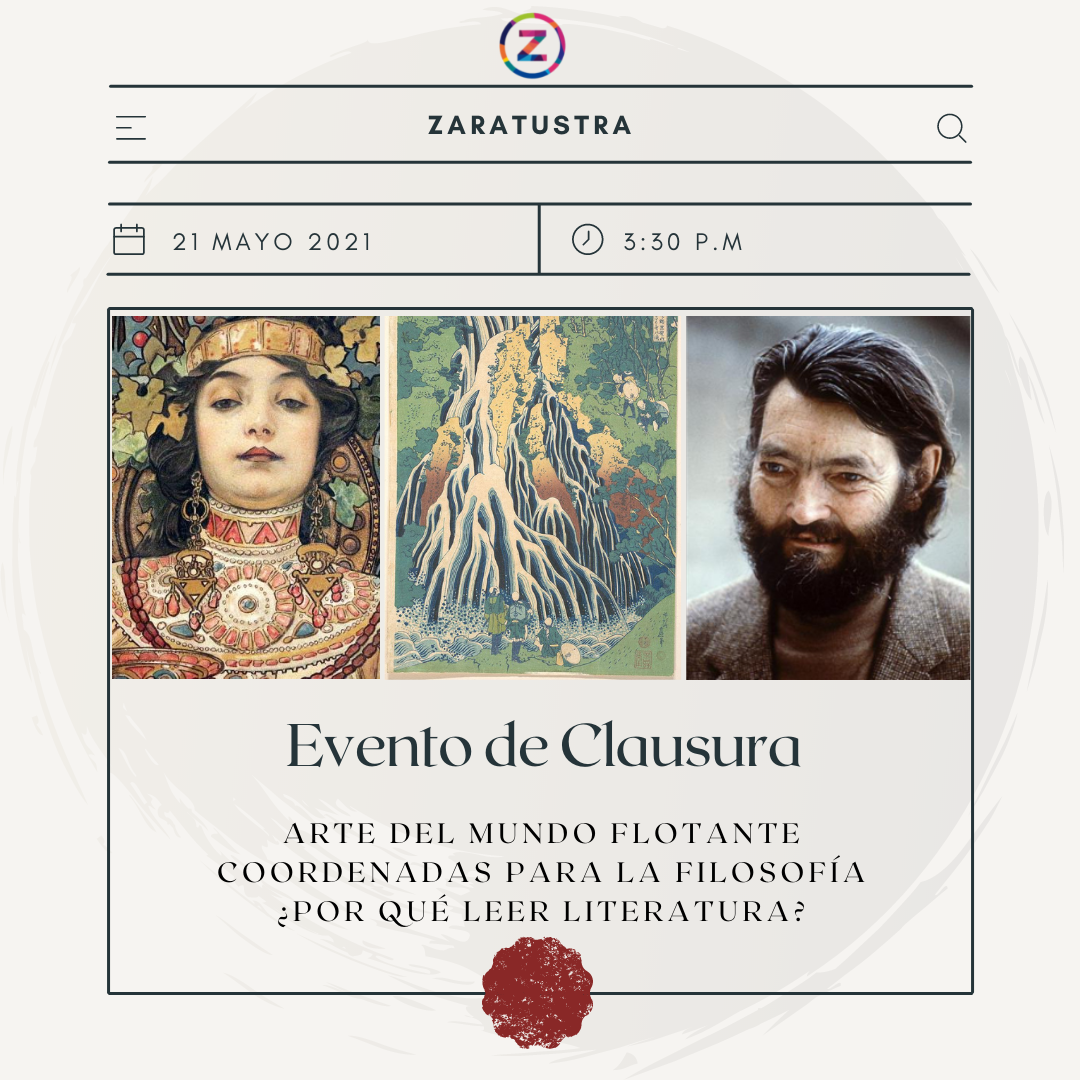 Z
ZARATUSTRA
21 MAYO 2021
3:30 P.M
Evento de Clausura
ARTE DEL MUNDO FLOTANTE
COORDENADAS PARA LA FILOSOFÍA
¿POR QUÉ LEER LITERATURA?